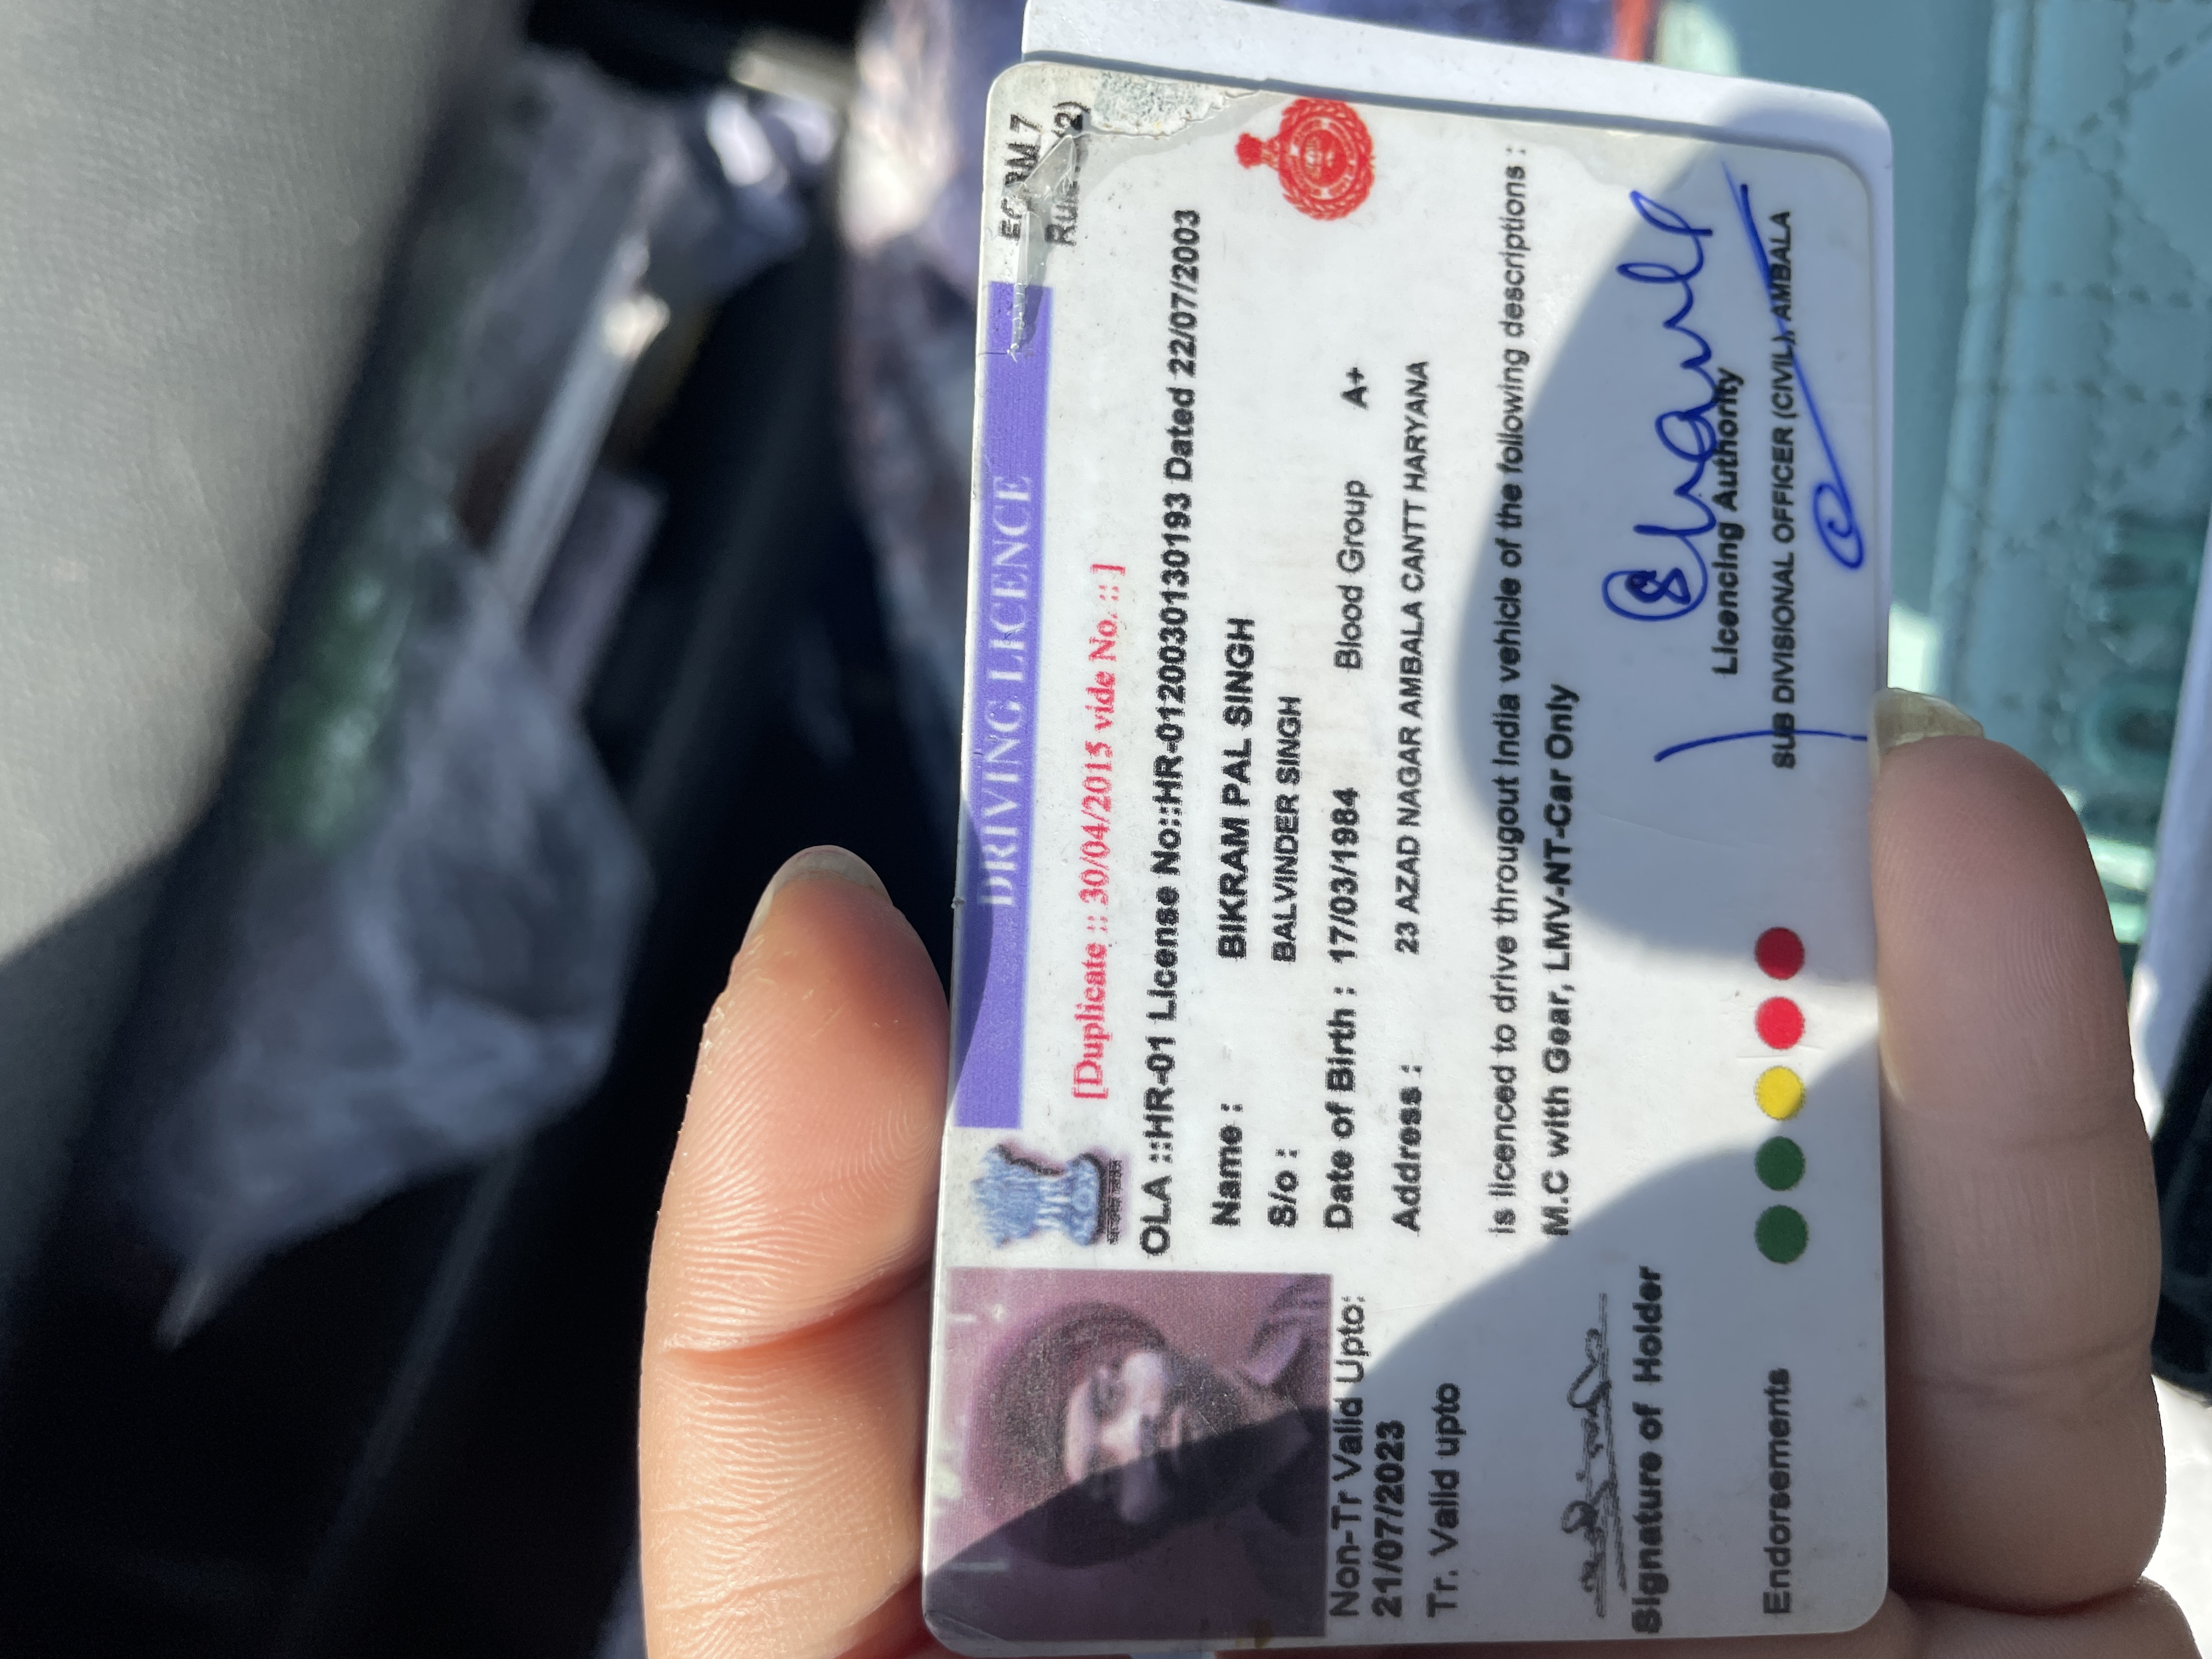 FORM 7
Rule (2)
DRIVING LICENCE
[Duplicate :: 30/04/2015 vide No. :: ]
OLA ::HR-01 License No::HR-0120030130193 Dated 22/07/2003
Name : BIKRAM PAL SINGH
S/o : BALVINDER SINGH
Date of Birth : 17/03/1984 Blood Group A+
Address : 23 AZAD NAGAR AMBALA CANTT HARYANA
Non-Tr Valid Upto:
21/07/2023
Tr. Valid upto
is licenced to drive througout India vehicle of the following descriptions :
M.C with Gear, LMV-NT-Car Only
Signature of Holder
Licencing Authority
SUB DIVISIONAL OFFICER (CIVIL), AMBALA
Endorsements